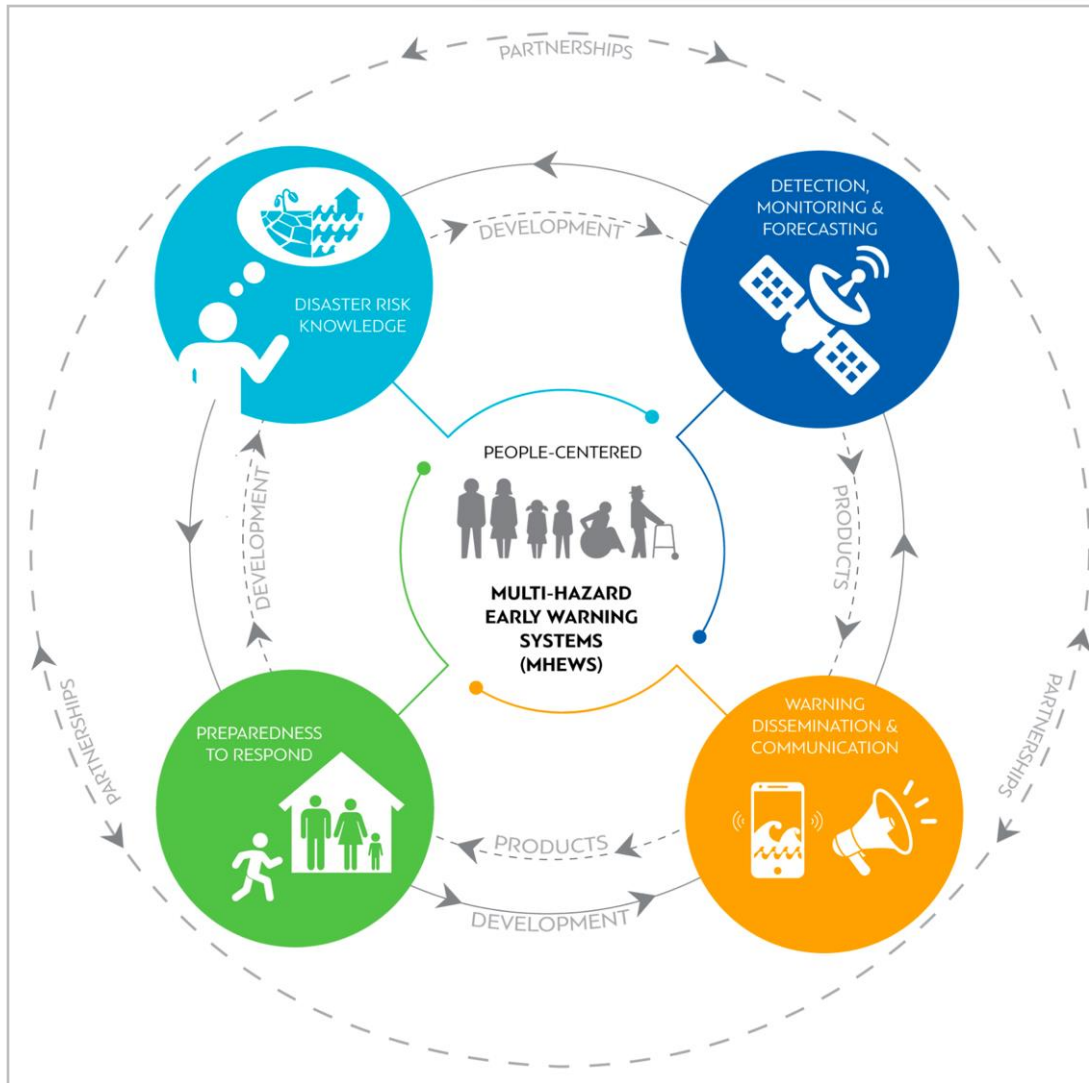 PARTNERSHIPS
DISASTER RISK
KNOWLEDGE
DEVELOPMENT
DETECTION,
MONITORING &
FORECASTING
DEVELOPMENT
PEOPLE-CENTERED
MULTI-HAZARD
EARLY WARNING
SYSTEMS
(MHEWS)
PRODUCTS
PARTNERSHIPS
PREPAREDNESS
TO RESPOND
PRODUCTS
DEVELOPMENT
WARNING
DISSEMINATION &
COMMUNICATION
PARTNERSHIPS